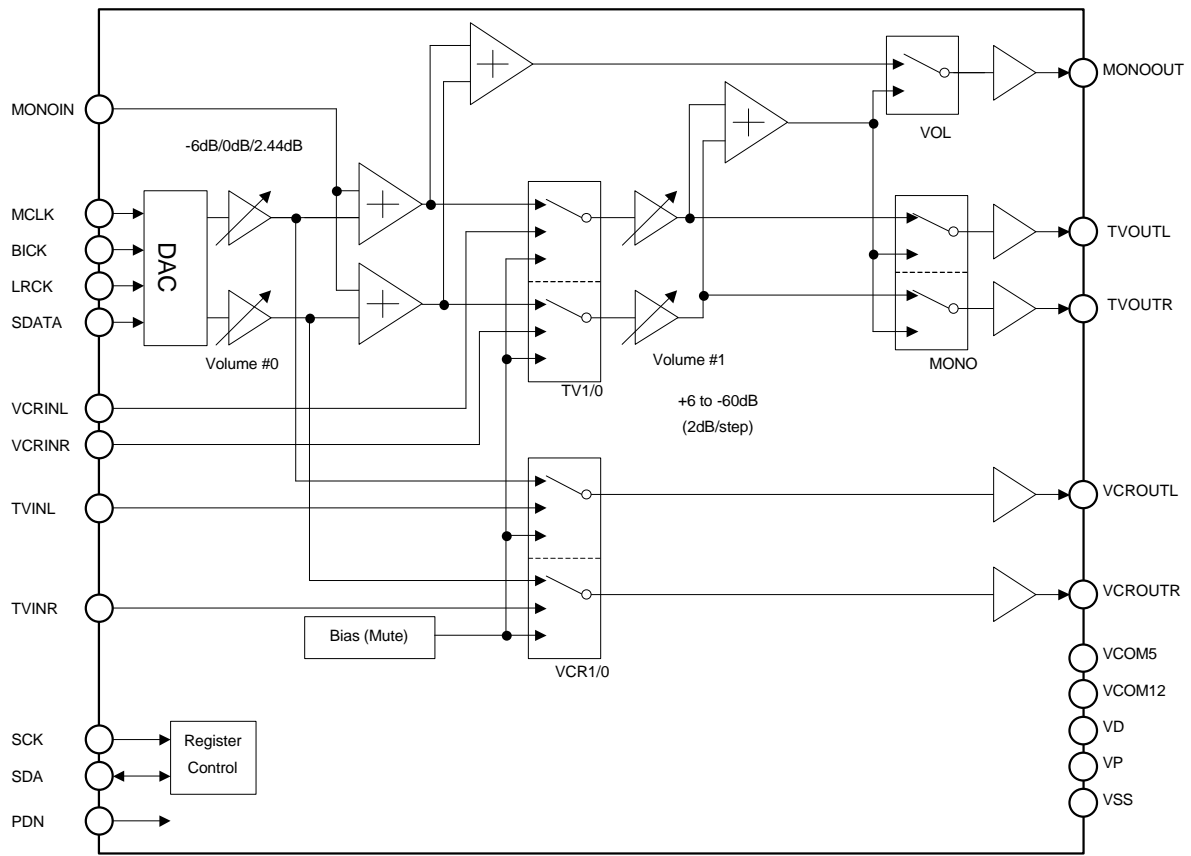 MONOIN
-6dB/0dB/2.44dB
MCLK
BICK
LRCK
SDATA
DAC
Volume #0
VCRINL
VCRINR
TVINL
TVINR
Bias (Mute)
SCK
SDA
PDN
Register
Control
TV1/0
VCR1/0
Volume #1
+6 to -60dB
(2dB/step)
VOL
MONO
MONOOUT
TVOUTL
TVOUTR
VCROUTL
VCROUTR
VCOM5
VCOM12
VD
VP
VSS